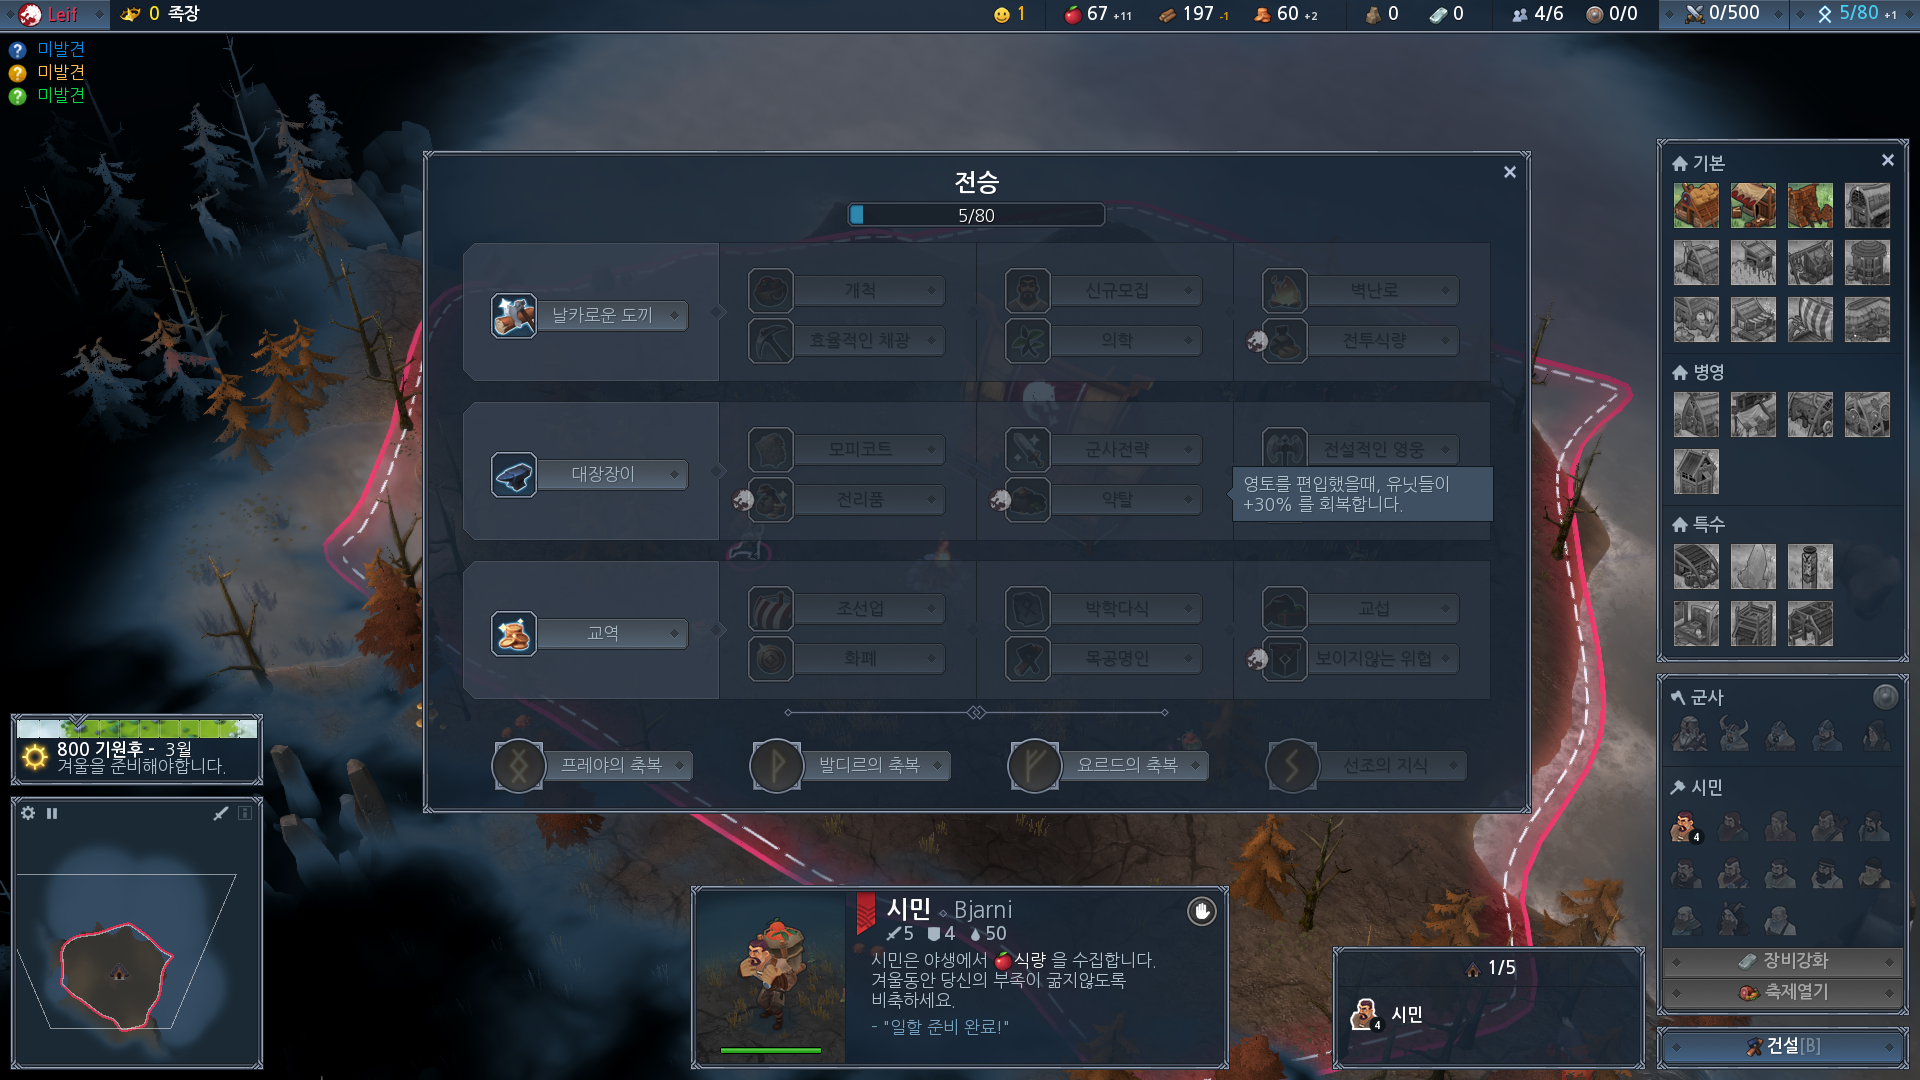 Leif
0 족장
1
67 +11
197 -1
60 +2
0
0
4/6
0/0
0/500
5/80 +1
미발견
미발견
미발견
전승
5/80
날카로운 도끼
개척
신규모집
벽난로
효율적인 채광
의학
전투식량
대장장이
모피코트
군사전략
전설적인 영웅
전리품
약탈
영토를 편입했을때, 유닛들이
+30% 를 회복합니다.
교역
조선업
박학다식
교섭
화폐
목공명인
보이지않는 위협
프레야의 축복
발디르의 축복
요르드의 축복
선조의 지식
기본
병영
특수
군사
시민
4
장비강화
축제열기
건설[B]
800 기원후 - 3월
겨울을 준비해야합니다.
시민 Bjarni
5 4 50
시민은 야생에서 식량 을 수집합니다.
겨울동안 당신의 부족이 굶지않도록
비축하세요.
- "일할 준비 완료!"
1/5
4 시민